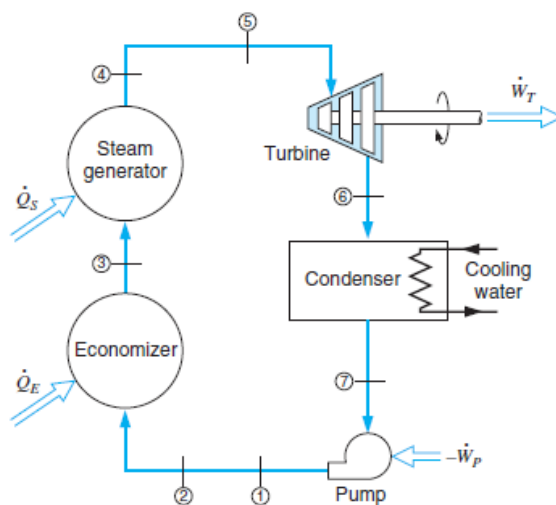 ⑤
④
Ẇ_T
Steam
generator
Turbine
Q̇_S
⑥
③
Condenser
Cooling
water
Economizer
Q̇_E
⑦
−Ẇ_P
②
①
Pump